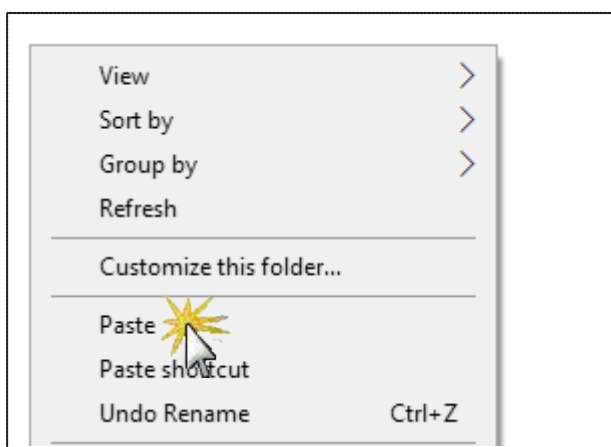 View
Sort by
Group by
Refresh
Customize this folder...
Paste
Paste shortcut
Undo Rename Ctrl+Z